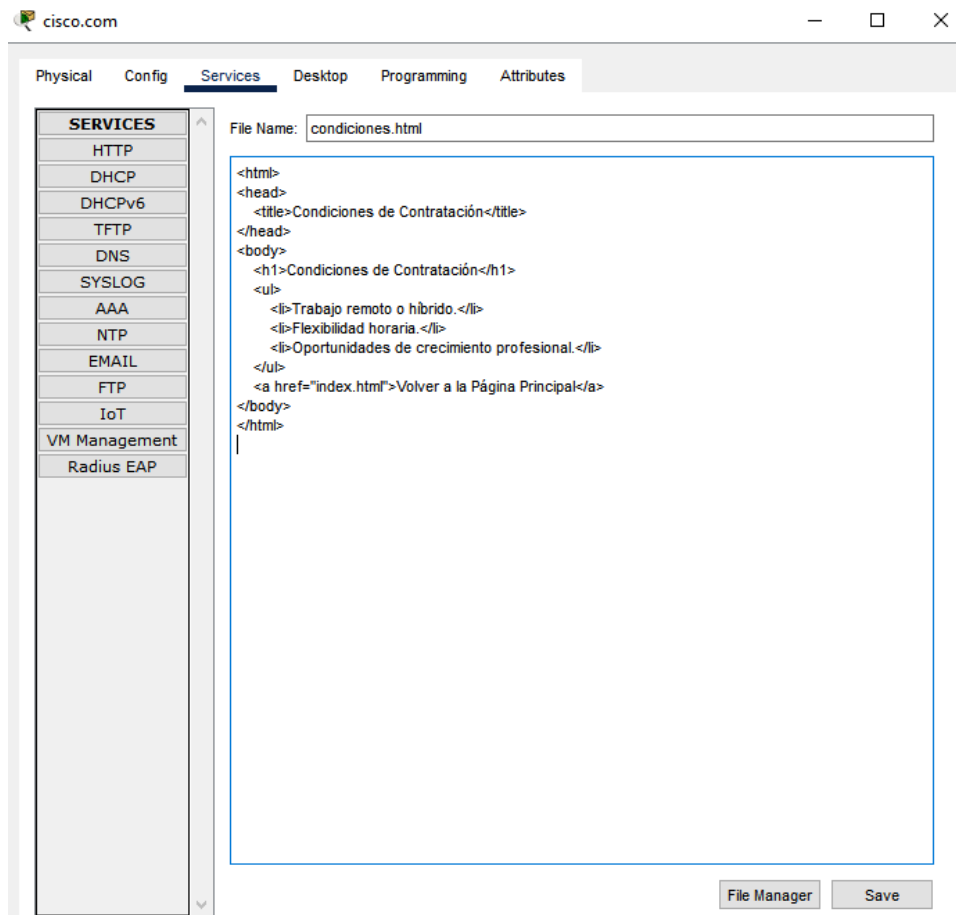 cisco.com
Physical Config Services Desktop Programming Attributes
SERVICES
HTTP
DHCP
DHCPv6
TFTP
DNS
SYSLOG
AAA
NTP
EMAIL
FTP
IoT
VM Management
Radius EAP
File Name: condiciones.html
<html>
<head>
<title>Condiciones de Contratación</title>
</head>
<body>
<h1>Condiciones de Contratación</h1>
<ul>
<li>Trabajo remoto o híbrido.</li>
<li>Flexibilidad horaria.</li>
<li>Oportunidades de crecimiento profesional.</li>
</ul>
<a href="index.html">Volver a la Página Principal</a>
</body>
</html>
File Manager Save